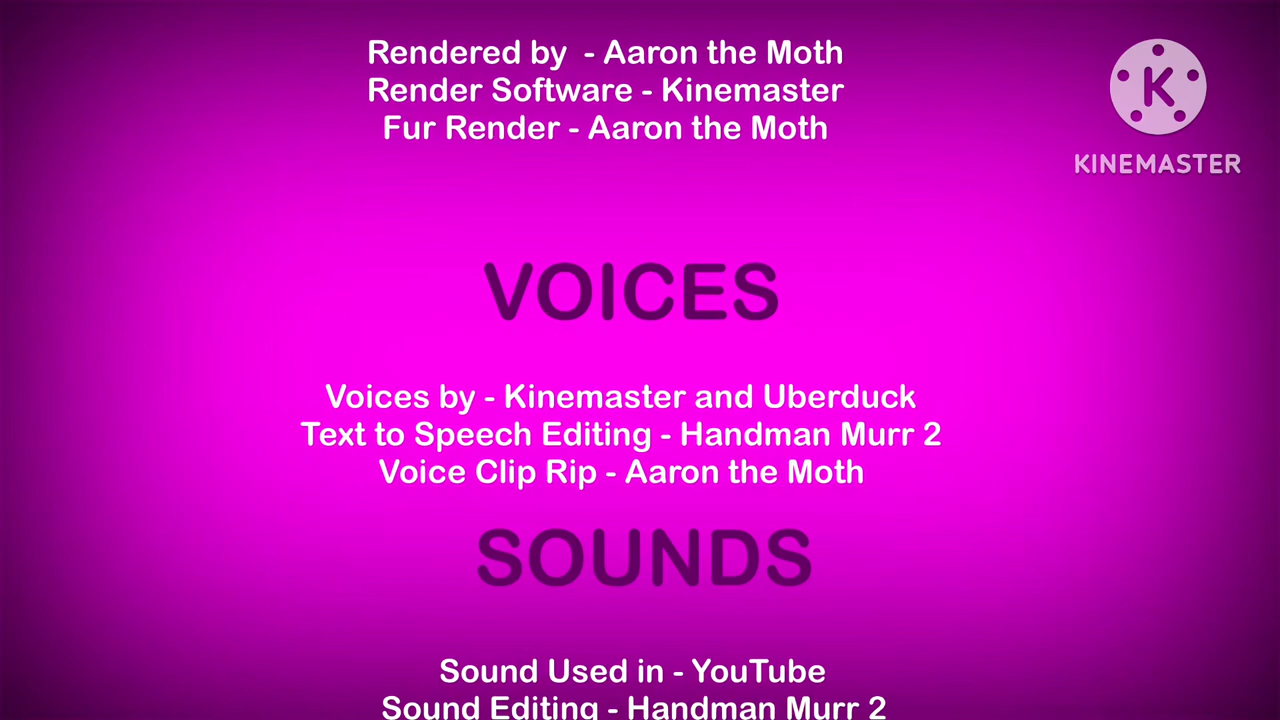 Rendered by  - Aaron the Moth
Render Software - Kinemaster
Fur Render - Aaron the Moth
K
KINEMASTER
VOICES
Voices by - Kinemaster and Uberduck
Text to Speech Editing - Handman Murr 2
Voice Clip Rip - Aaron the Moth
SOUNDS
Sound Used in - YouTube
Sound Editing - Handman Murr 2